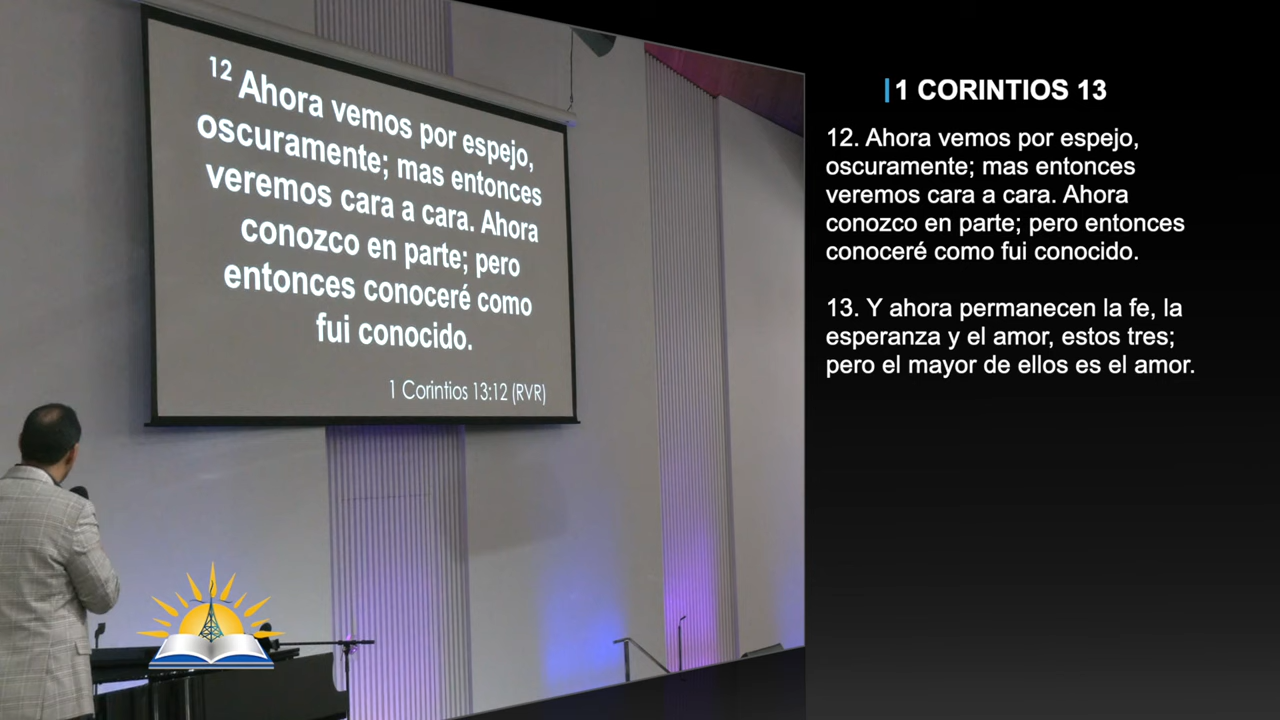 12 Ahora vemos por espejo,
oscuramente; mas entonces
veremos cara a cara. Ahora
conozco en parte; pero
entonces conoceré como
fui conocido.
1 Corintios 13:12 (RVR)
1 CORINTIOS 13
12. Ahora vemos por espejo,
oscuramente; mas entonces
veremos cara a cara. Ahora
conozco en parte; pero entonces
conoceré como fui conocido.
13. Y ahora permanecen la fe, la
esperanza y el amor, estos tres;
pero el mayor de ellos es el amor.